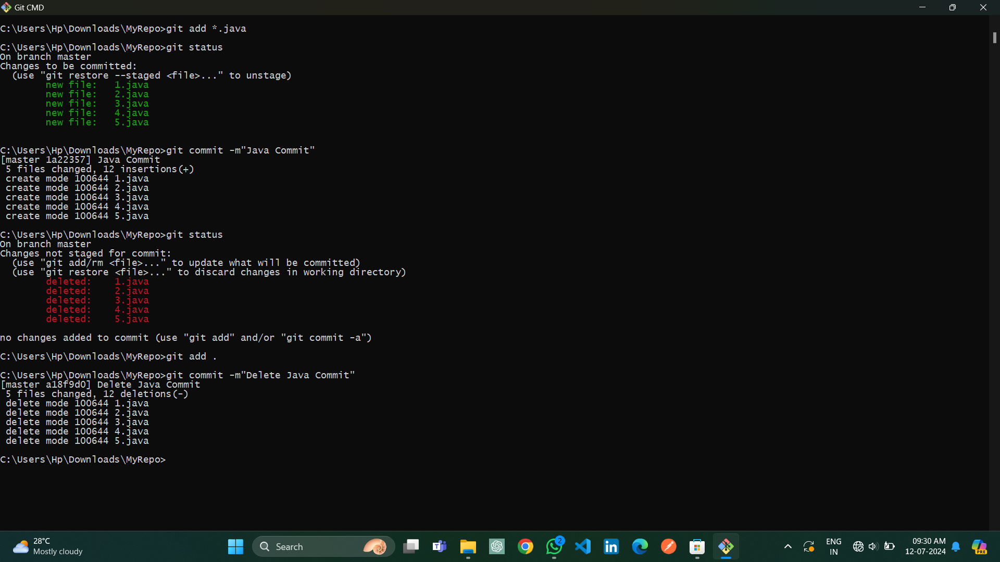 Git CMD
C:\Users\Hp\Downloads\MyRepo>git add *.java
C:\Users\Hp\Downloads\MyRepo>git status
On branch master
Changes to be committed:
  (use "git restore --staged <file>..." to unstage)
        new file:   1.java
        new file:   2.java
        new file:   3.java
        new file:   4.java
        new file:   5.java
C:\Users\Hp\Downloads\MyRepo>git commit -m"Java Commit"
[master 1a22357] Java Commit
 5 files changed, 12 insertions(+)
 create mode 100644 1.java
 create mode 100644 2.java
 create mode 100644 3.java
 create mode 100644 4.java
 create mode 100644 5.java
C:\Users\Hp\Downloads\MyRepo>git status
On branch master
Changes not staged for commit:
  (use "git add/rm <file>..." to update what will be committed)
  (use "git restore <file>..." to discard changes in working directory)
        deleted:    1.java
        deleted:    2.java
        deleted:    3.java
        deleted:    4.java
        deleted:    5.java
no changes added to commit (use "git add" and/or "git commit -a")
C:\Users\Hp\Downloads\MyRepo>git add .
C:\Users\Hp\Downloads\MyRepo>git commit -m"Delete Java Commit"
[master a18f9d0] Delete Java Commit
 5 files changed, 12 deletions(-)
 delete mode 100644 1.java
 delete mode 100644 2.java
 delete mode 100644 3.java
 delete mode 100644 4.java
 delete mode 100644 5.java
C:\Users\Hp\Downloads\MyRepo>
28°C
Mostly cloudy
Search
2
ENG
IN
09:30 AM
12-07-2024
PRE